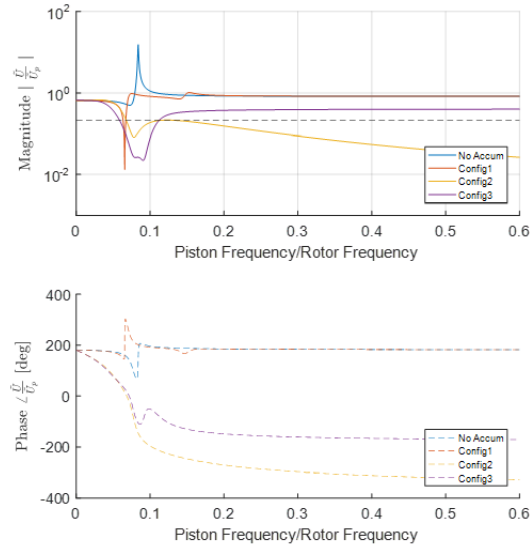 10^2
10^0
10^-2
Magnitude | Û/Û_p |
No Accum
Config1
Config2
Config3
0 0.1 0.2 0.3 0.4 0.5 0.6
Piston Frequency/Rotor Frequency
400
200
0
-200
-400
Phase ∠Û/Û_p [deg]
No Accum
Config1
Config2
Config3
0 0.1 0.2 0.3 0.4 0.5 0.6
Piston Frequency/Rotor Frequency